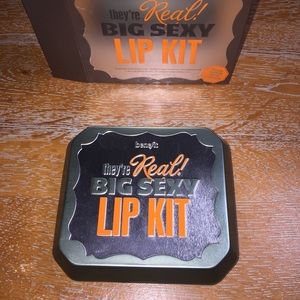 they're Real!
BIG SEXY
LIP KIT
benefit
they're Real!
BIG SEXY
LIP KIT